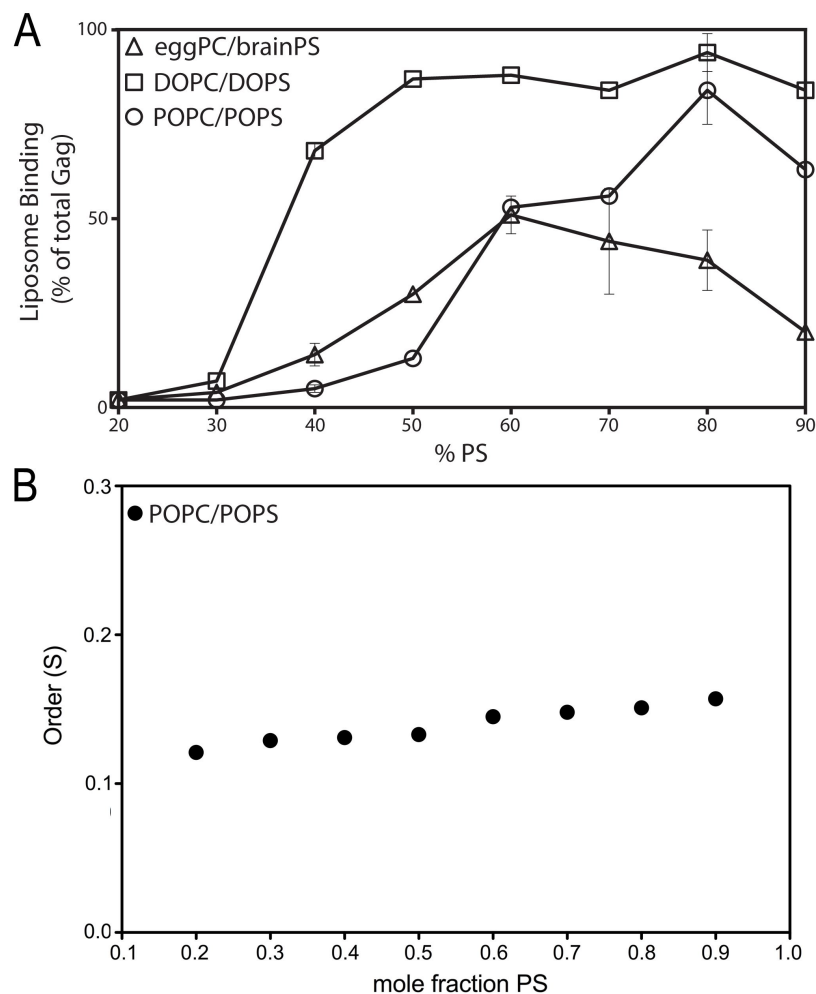 A
100
eggPC/brainPS
DOPC/DOPS
POPC/POPS
Liposome Binding
(% of total Gag)
50
0
20 30 40 50 60 70 80 90
% PS
B
0.3
POPC/POPS
0.2
Order (S)
0.1
0.0
0.1 0.2 0.3 0.4 0.5 0.6 0.7 0.8 0.9 1.0
mole fraction PS